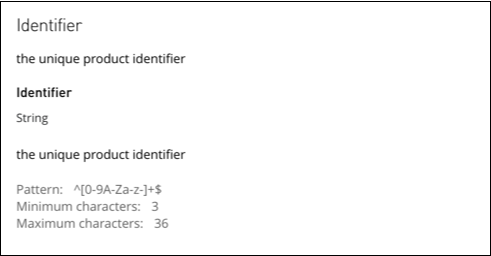 Identifier
the unique product identifier
Identifier
String
the unique product identifier
Pattern: ^[0-9A-Za-z-]+$
Minimum characters: 3
Maximum characters: 36